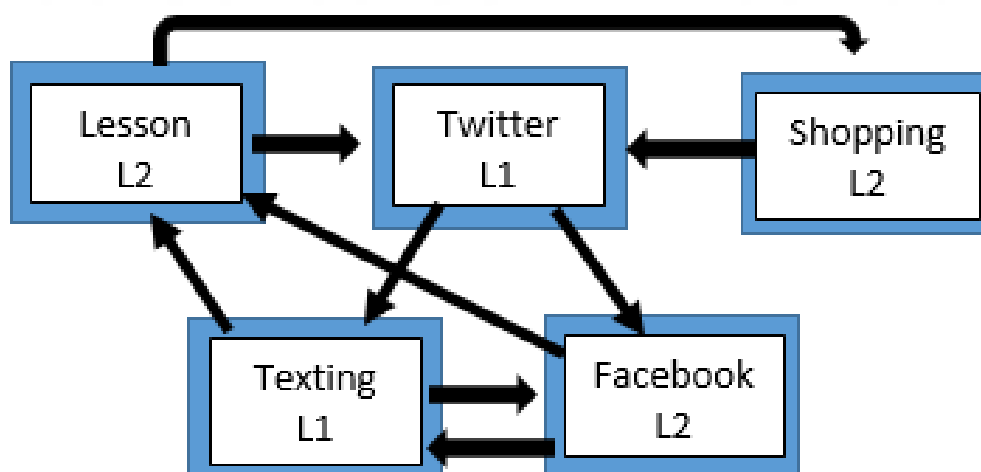 Lesson
L2
Twitter
L1
Shopping
L2
Texting
L1
Facebook
L2